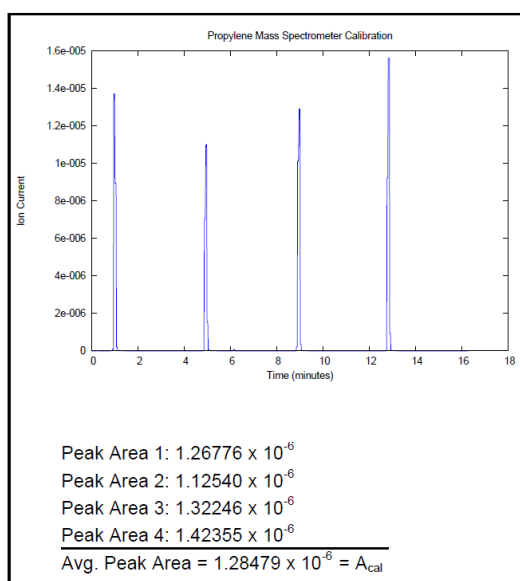 Propylene Mass Spectrometer Calibration
1.6e-005
1.4e-005
1.2e-005
1e-005
8e-006
6e-006
4e-006
2e-006
0
Ion Current
0 2 4 6 8 10 12 14 16 18
Time (minutes)
Peak Area 1: 1.26776 x 10⁻⁶
Peak Area 2: 1.12540 x 10⁻⁶
Peak Area 3: 1.32246 x 10⁻⁶
Peak Area 4: 1.42355 x 10⁻⁶
Avg. Peak Area = 1.28479 x 10⁻⁶ = Acal